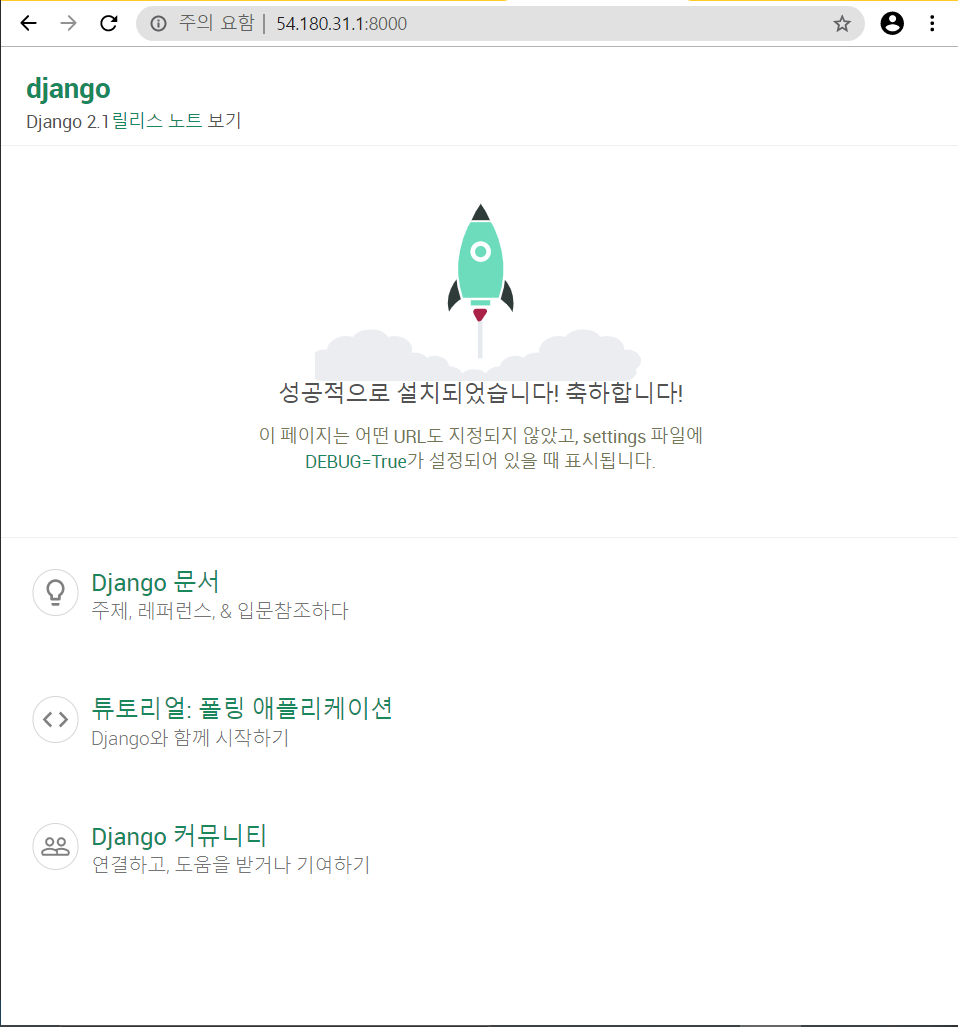 주의 요함 | 54.180.31.1:8000
django
Django 2.1릴리스 노트 보기
성공적으로 설치되었습니다! 축하합니다!
이 페이지는 어떤 URL도 지정되지 않았고, settings 파일에
DEBUG=True가 설정되어 있을 때 표시됩니다.
Django 문서
주제, 레퍼런스, & 입문참조하다
튜토리얼: 폴링 애플리케이션
Django와 함께 시작하기
Django 커뮤니티
연결하고, 도움을 받거나 기여하기